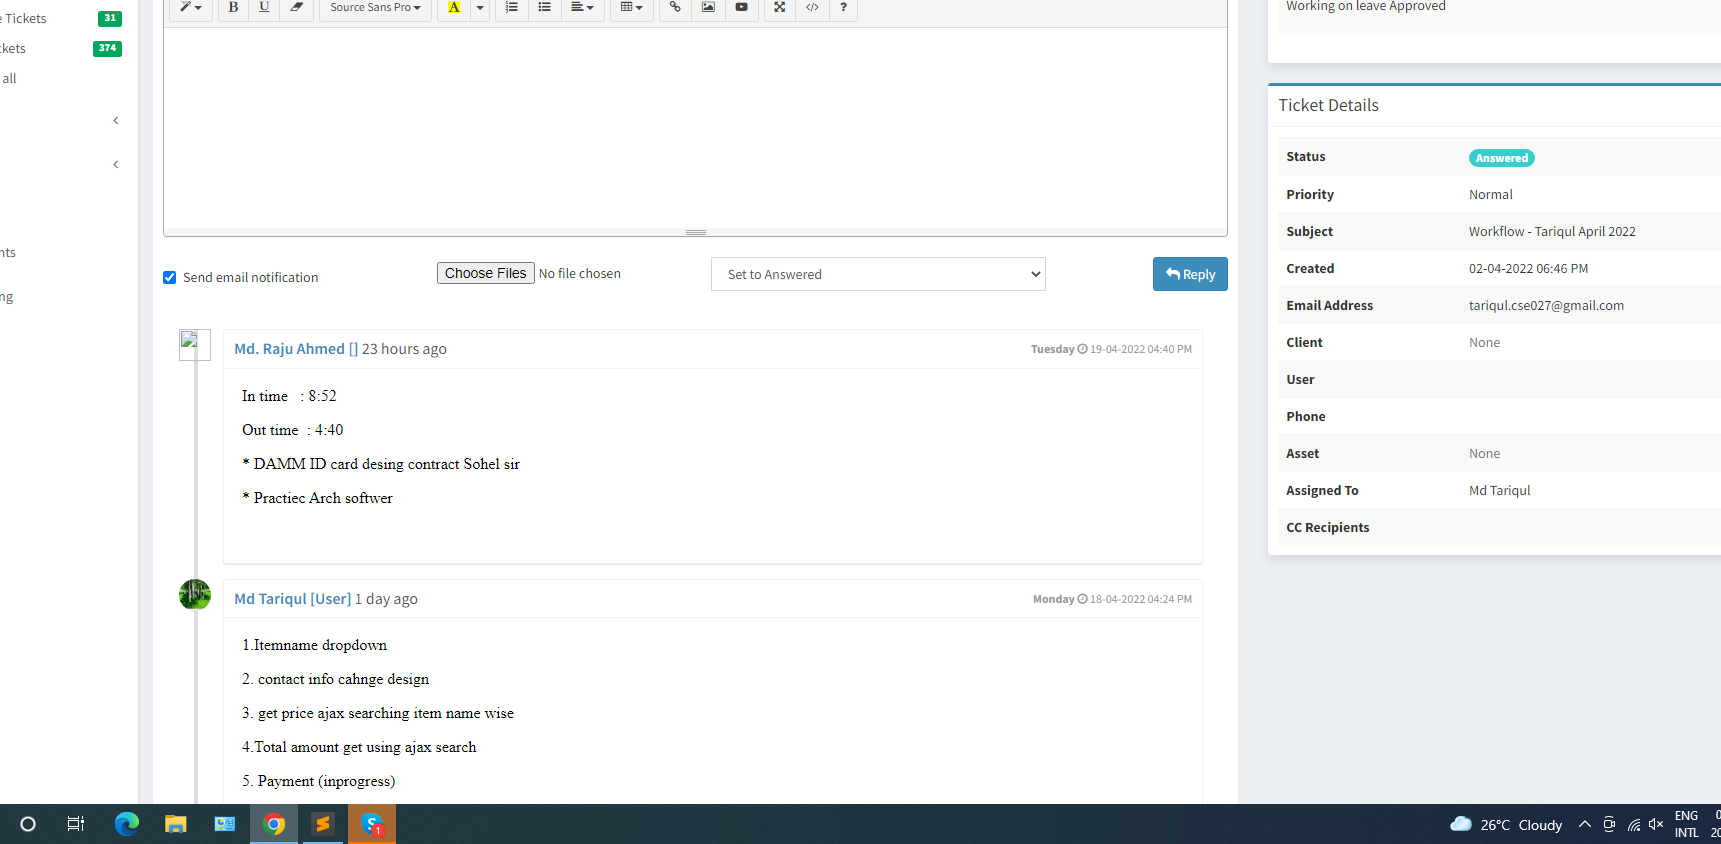 Tickets
31
374
all
B U Source Sans Pro A ?
Send email notification
Choose Files No file chosen
Set to Answered
Reply
Md. Raju Ahmed [] 23 hours ago
Tuesday 19-04-2022 04:40 PM
In time : 8:52
Out time : 4:40
* DAMM ID card desing contract Sohel sir
* Practiec Arch softwer
Md Tariqul [User] 1 day ago
Monday 18-04-2022 04:24 PM
1.Itemname dropdown
2. contact info cahnge design
3. get price ajax searching item name wise
4.Total amount get using ajax search
5. Payment (inprogress)
Working on leave Approved
Ticket Details
Status Answered
Priority Normal
Subject Workflow - Tariqul April 2022
Created 02-04-2022 06:46 PM
Email Address tariqul.cse027@gmail.com
Client None
User
Phone
Asset None
Assigned To Md Tariqul
CC Recipients
1
26°C Cloudy
ENG
INTL